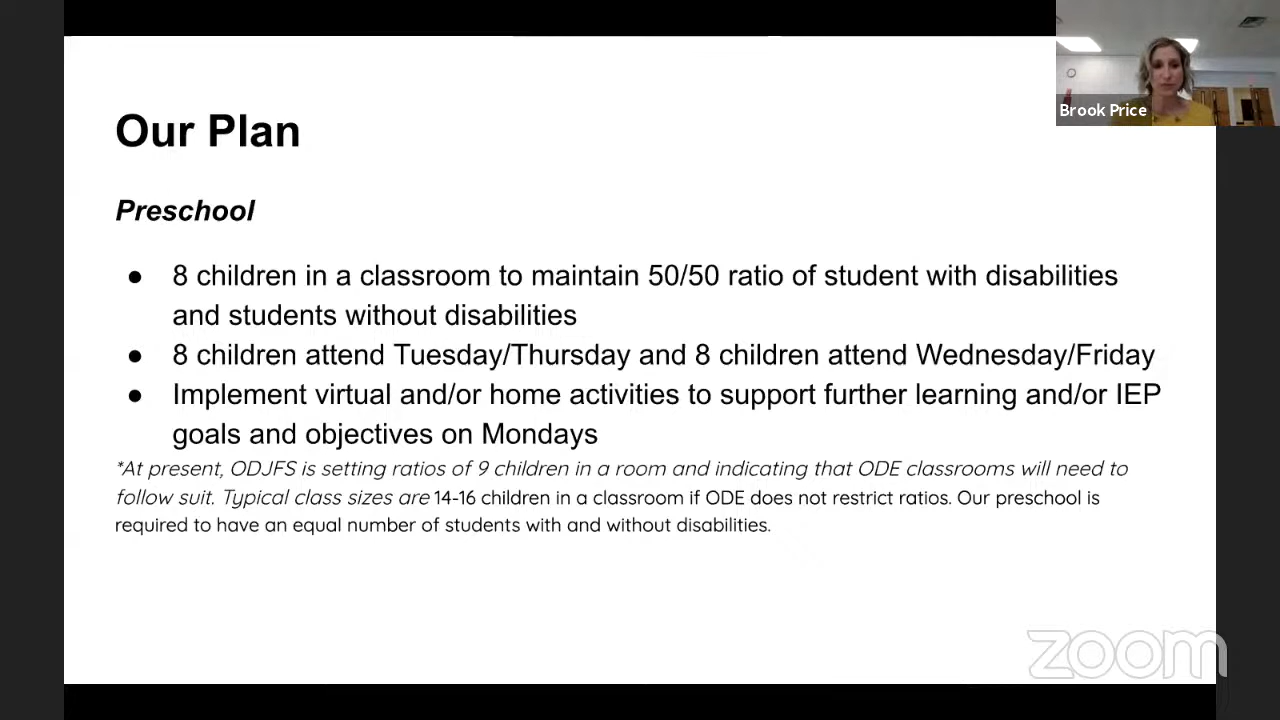 Brook Price
Our Plan
Preschool
● 8 children in a classroom to maintain 50/50 ratio of student with disabilities
and students without disabilities
● 8 children attend Tuesday/Thursday and 8 children attend Wednesday/Friday
● Implement virtual and/or home activities to support further learning and/or IEP
goals and objectives on Mondays
*At present, ODJFS is setting ratios of 9 children in a room and indicating that ODE classrooms will need to
follow suit. Typical class sizes are 14-16 children in a classroom if ODE does not restrict ratios. Our preschool is
required to have an equal number of students with and without disabilities.
zoom